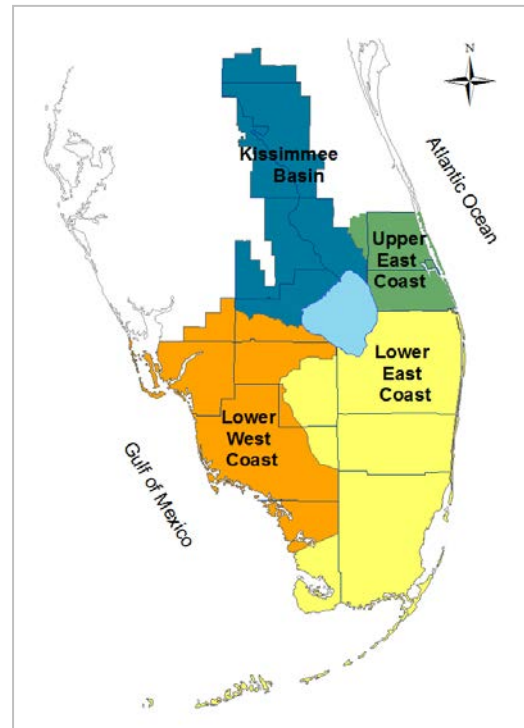 N
Atlantic Ocean
Kissimmee
Basin
Upper
East
Coast
Lower
East
Coast
Lower
West
Coast
Gulf of Mexico